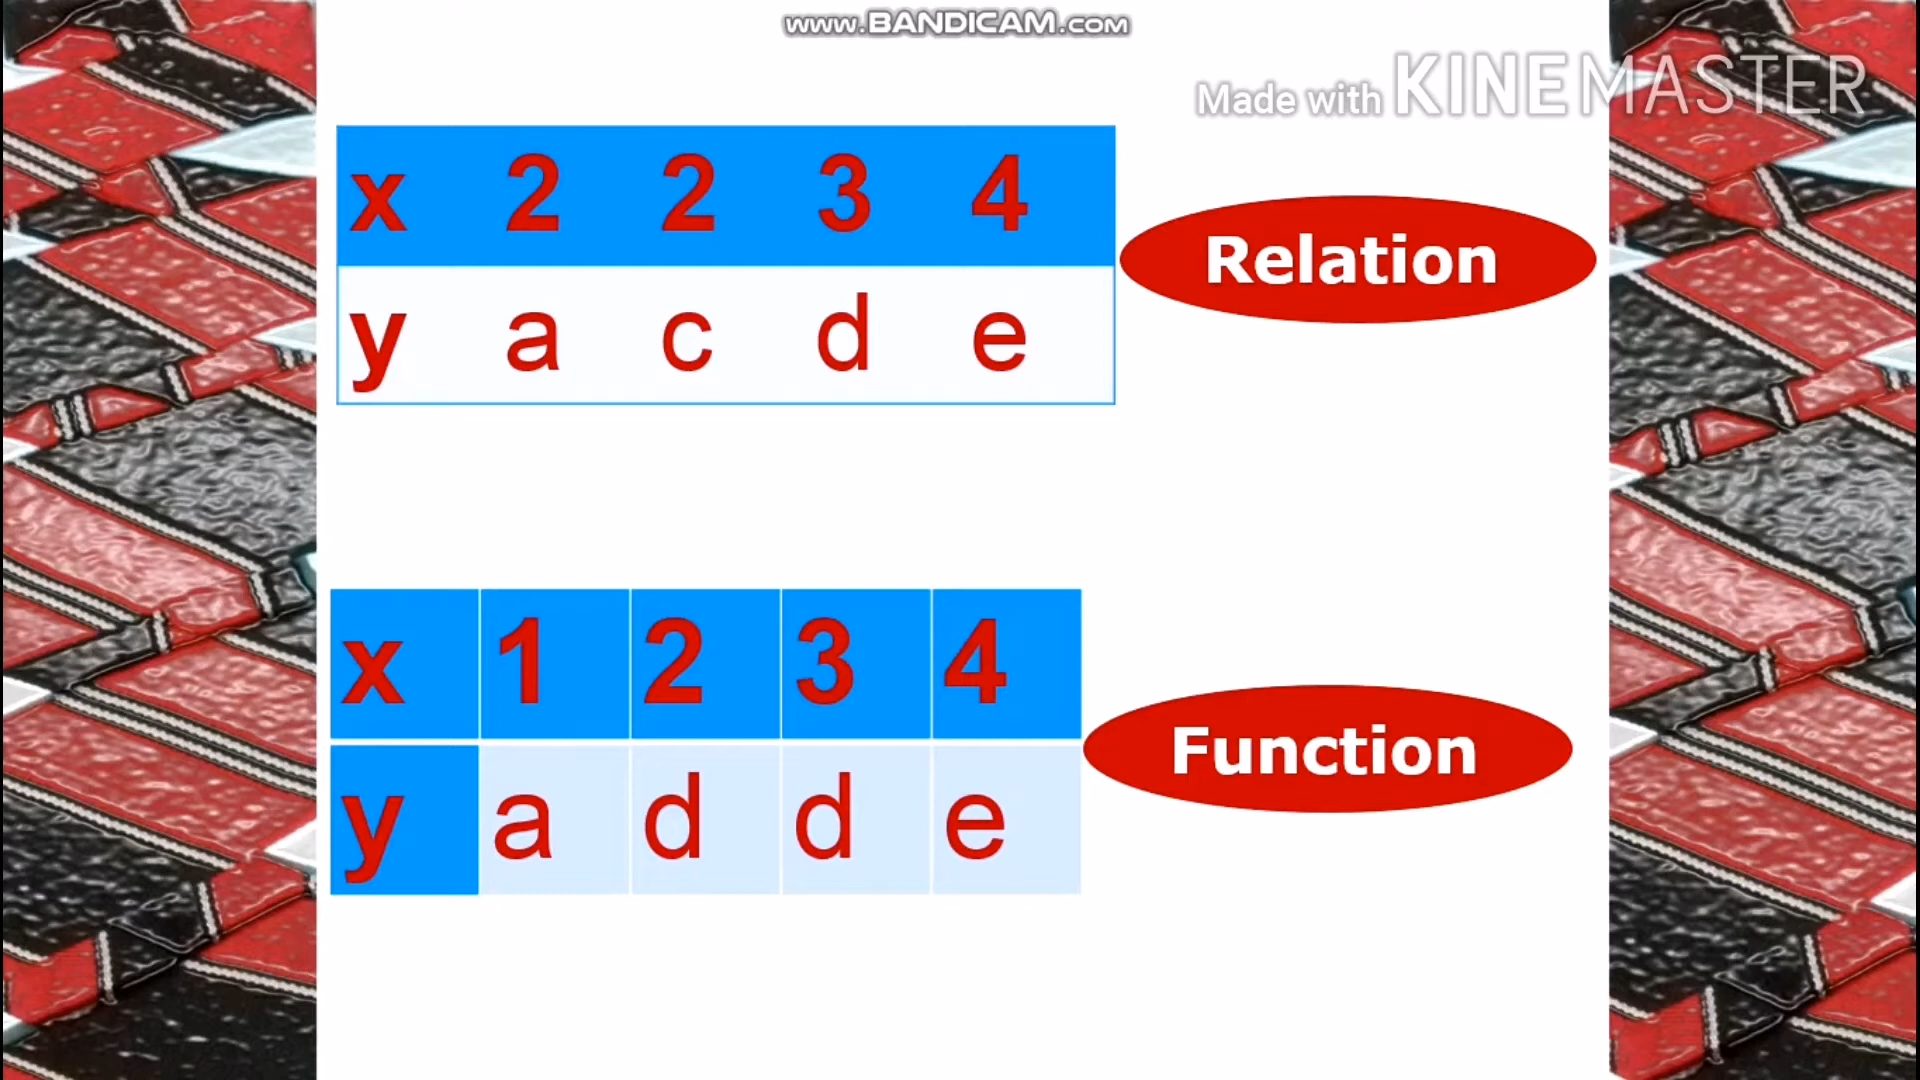 www.BANDICAM.com
Made with KINEMASTER
x 2 2 3 4
y a c d e
Relation
x 1 2 3 4
y a d d e
Function